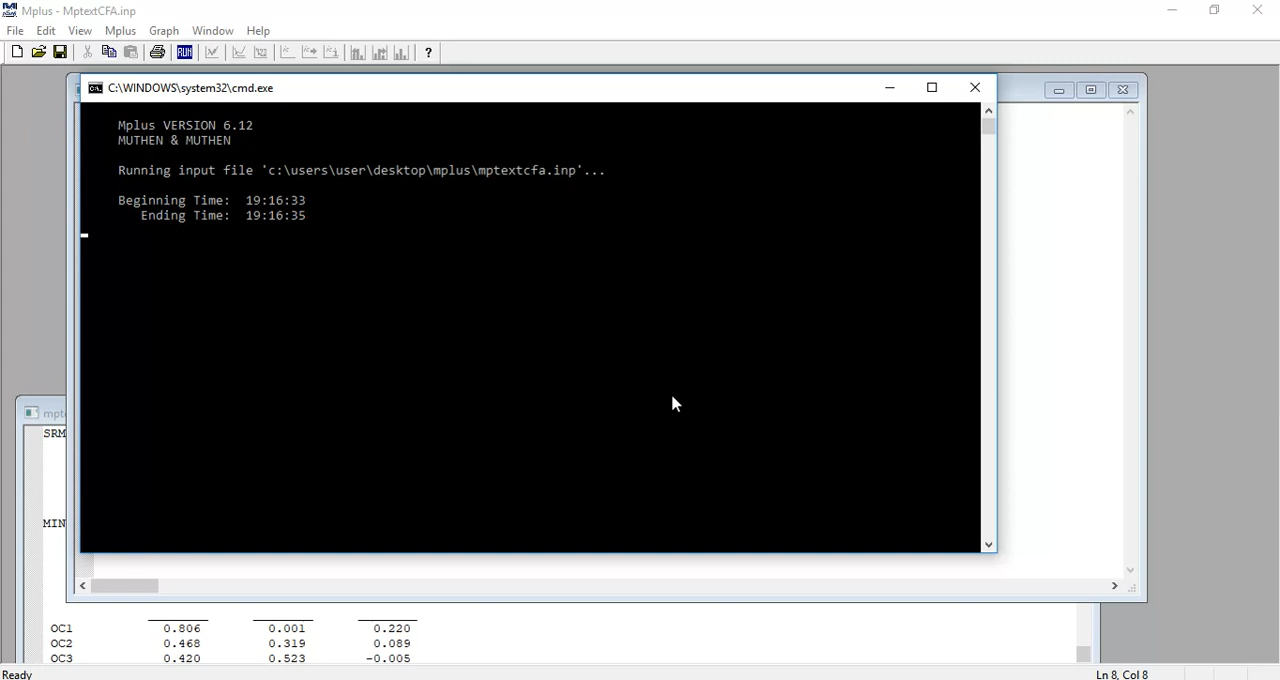 Mplus - MptextCFA.inp
File Edit View Mplus Graph Window Help
RUN ?
C:\WINDOWS\system32\cmd.exe
Mplus VERSION 6.12
MUTHEN & MUTHEN
Running input file 'c:\users\user\desktop\mplus\mptextcfa.inp'...
Beginning Time: 19:16:33
Ending Time: 19:16:35
mpte
SRM
MIN
OC1 0.806 0.001 0.220
OC2 0.468 0.319 0.089
OC3 0.420 0.523 -0.005
Ready Ln 8, Col 8